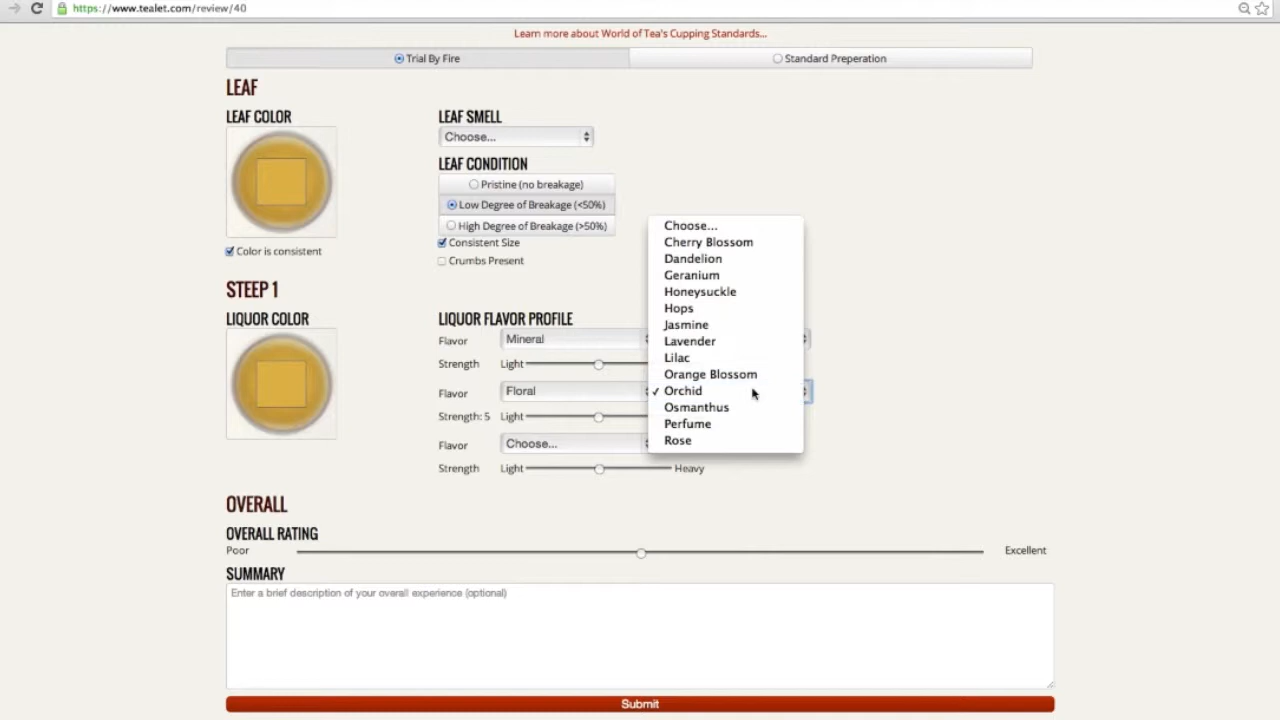 https://www.tealet.com/review/40
Learn more about World of Tea's Cupping Standards...
Trial By Fire
Standard Preperation
LEAF
LEAF COLOR
LEAF SMELL
Choose...
LEAF CONDITION
Pristine (no breakage)
Low Degree of Breakage (<50%)
High Degree of Breakage (>50%)
Consistent Size
Color is consistent
Crumbs Present
Choose...
Cherry Blossom
Dandelion
Geranium
Honeysuckle
Hops
Jasmine
Lavender
Lilac
Orange Blossom
✓ Orchid
Osmanthus
Perfume
Rose
STEEP 1
LIQUOR COLOR
LIQUOR FLAVOR PROFILE
Flavor Mineral
Strength Light
Flavor Floral
Strength: 5 Light
Flavor Choose...
Strength Light Heavy
OVERALL
OVERALL RATING
Poor Excellent
SUMMARY
Enter a brief description of your overall experience (optional)
Submit